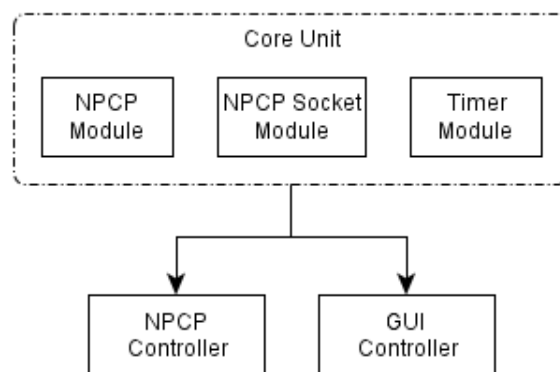 Core Unit
NPCP
Module
NPCP Socket
Module
Timer
Module
NPCP
Controller
GUI
Controller